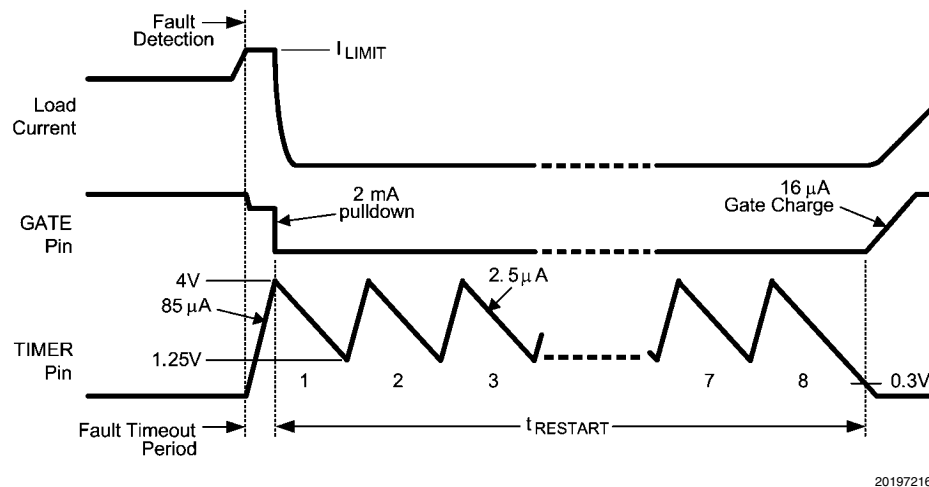 Fault
Detection
I LIMIT
Load
Current
2 mA
pulldown
16 μA
Gate Charge
GATE
Pin
4V
85 μA
2.5 μA
TIMER
Pin
1.25V
1
2
3
7
8
0.3V
Fault Timeout
Period
tRESTART
20197216